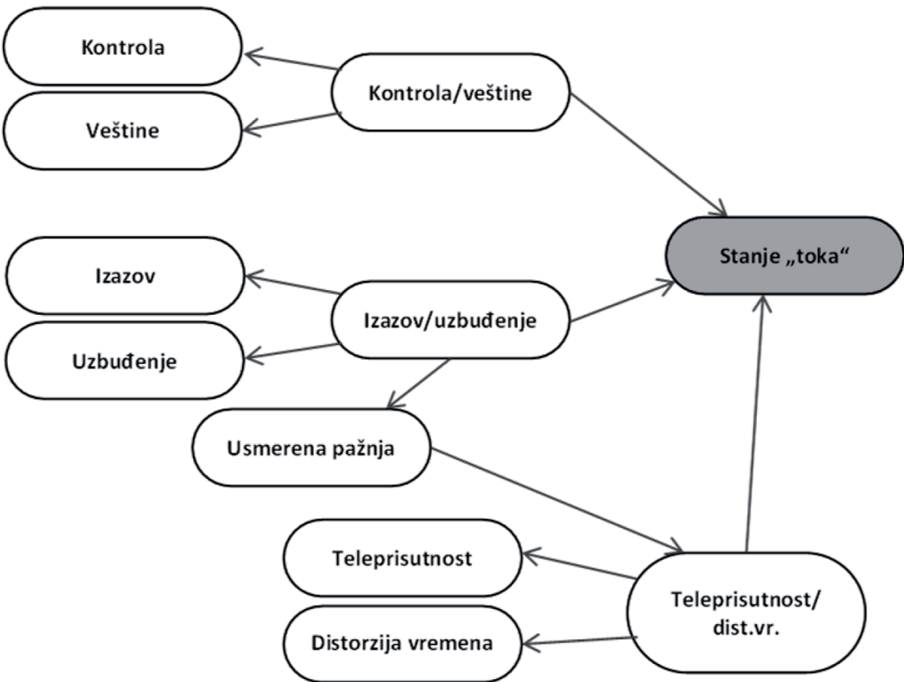 Kontrola
Kontrola/veštine
Veštine
Stanje „toka“
Izazov
Izazov/uzbuđenje
Uzbuđenje
Usmerena pažnja
Teleprisutnost
Teleprisutnost/
dist.vr.
Distorzija vremena